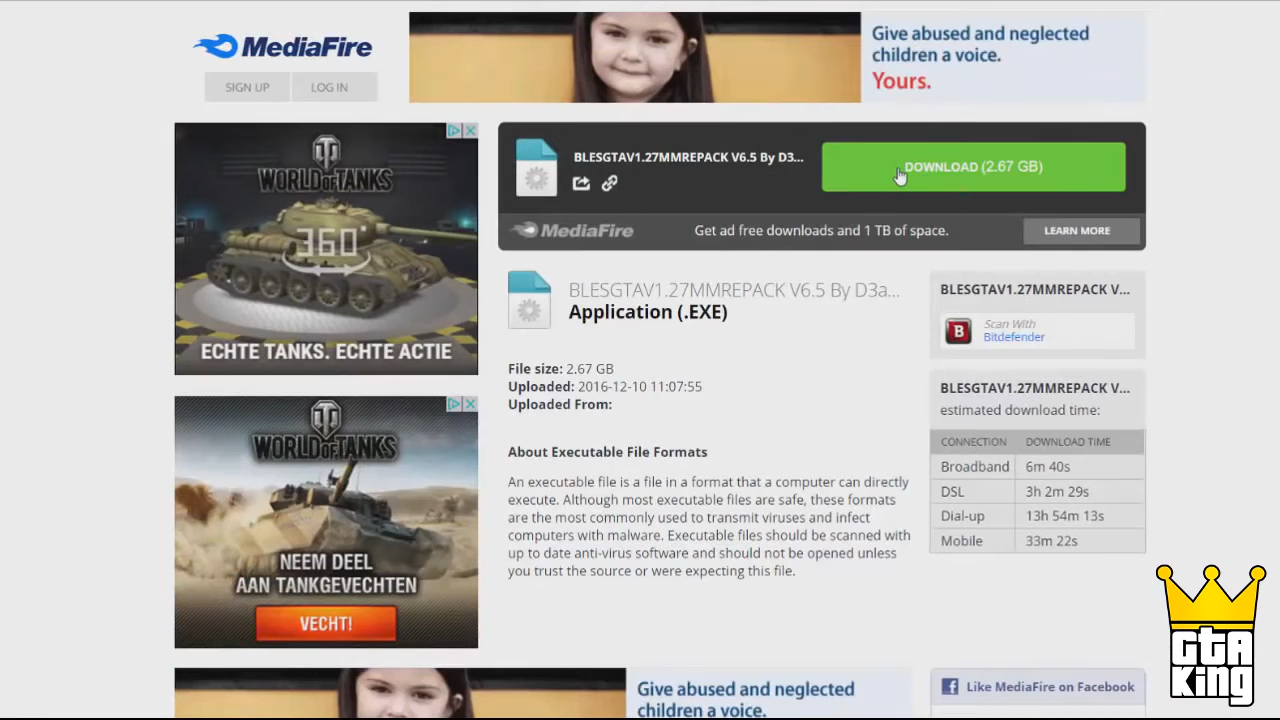 MediaFire
SIGN UP
LOG IN
Give abused and neglected
children a voice.
Yours.
WORLD OF TANKS
360°
ECHTE TANKS. ECHTE ACTIE
BLESGTAV1.27MMREPACK V6.5 By D3...
DOWNLOAD (2.67 GB)
MediaFire
Get ad free downloads and 1 TB of space.
LEARN MORE
BLESGTAV1.27MMREPACK V6.5 By D3a...
Application (.EXE)
File size: 2.67 GB
Uploaded: 2016-12-10 11:07:55
Uploaded From:
About Executable File Formats
An executable file is a file in a format that a computer can directly
execute. Although most executable files are safe, these formats
are the most commonly used to transmit viruses and infect
computers with malware. Executable files should be scanned with
up to date anti-virus software and should not be opened unless
you trust the source or were expecting this file.
BLESGTAV1.27MMREPACK V...
B
Scan With
Bitdefender
BLESGTAV1.27MMREPACK V...
estimated download time:
CONNECTION DOWNLOAD TIME
Broadband 6m 40s
DSL 3h 2m 29s
Dial-up 13h 54m 13s
Mobile 33m 22s
WORLD OF TANKS
NEEM DEEL
AAN TANKGEVECHTEN
VECHT!
Give abused and neglected
children a voice.
Like MediaFire on Facebook
GTA
King